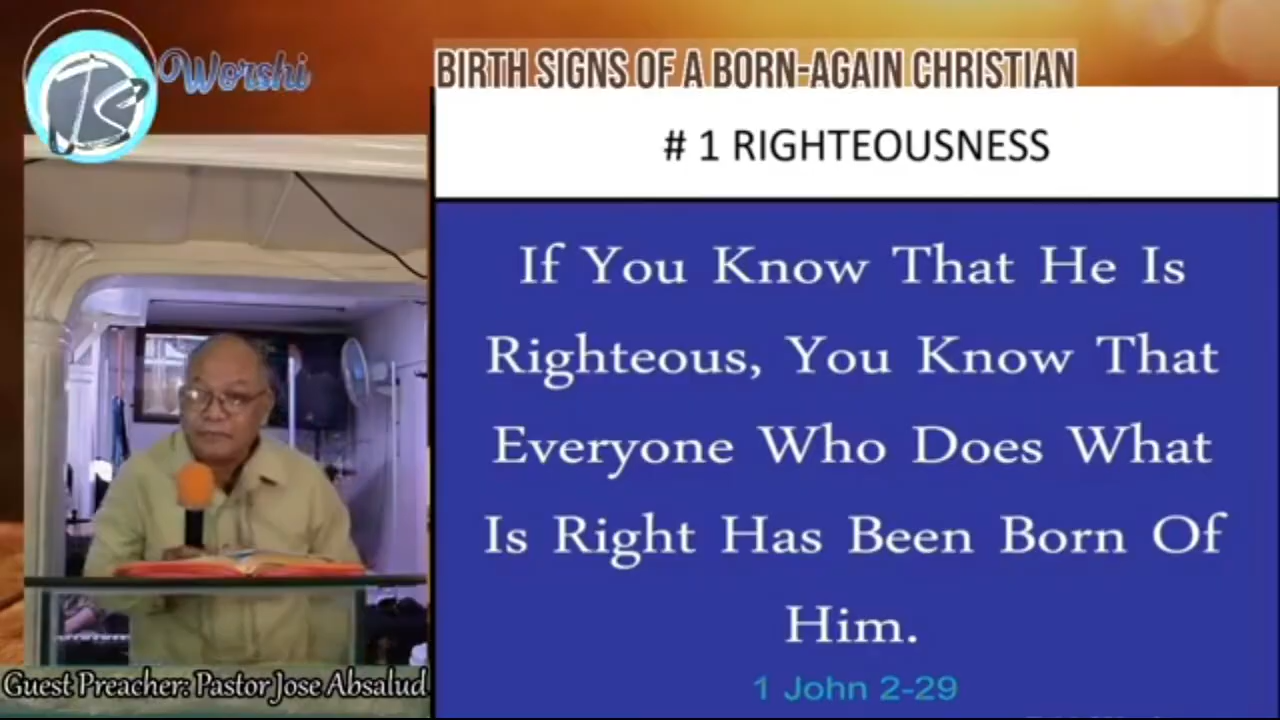 Worshi
BIRTH SIGNS OF A BORN-AGAIN CHRISTIAN
# 1 RIGHTEOUSNESS
If You Know That He Is
Righteous, You Know That
Everyone Who Does What
Is Right Has Been Born Of
Him.
1 John 2-29
Guest Preacher: Pastor Jose Absalud